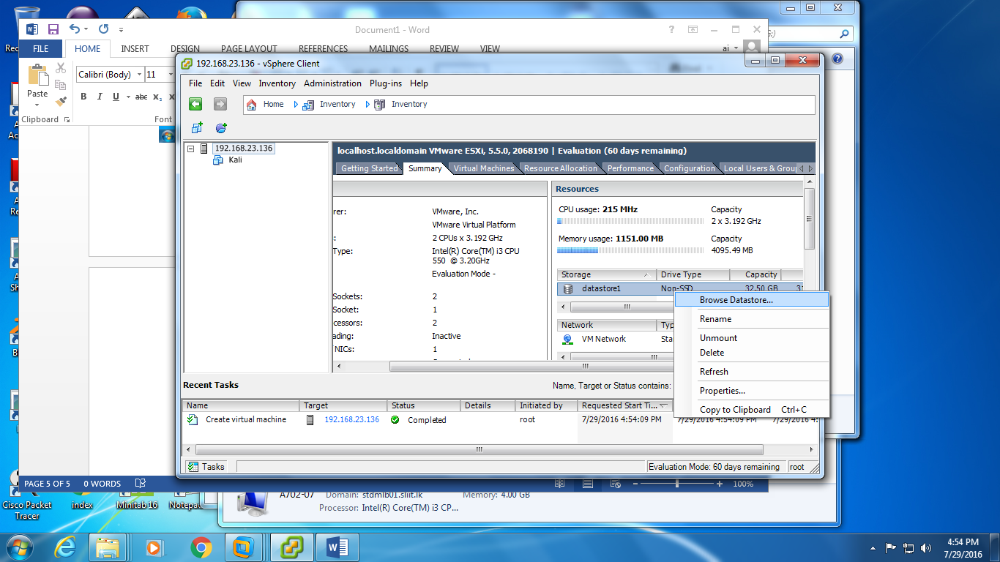 Document1 - Word
FILE HOME INSERT DESIGN PAGE LAYOUT REFERENCES MAILINGS REVIEW VIEW
ai
Calibri (Body) 11
Paste
B I U abc X₂ X
Clipboard
Font
192.168.23.136 - vSphere Client
File Edit View Inventory Administration Plug-ins Help
Home Inventory Inventory
192.168.23.136
Kali
localhost.localdomain VMware ESXi, 5.5.0, 2068190 | Evaluation (60 days remaining)
Getting Started Summary Virtual Machines Resource Allocation Performance Configuration Local Users & Grou
rer: VMware, Inc.
VMware Virtual Platform
: 2 CPUs x 3.192 GHz
Type: Intel(R) Core(TM) i3 CPU
550 @ 3.20GHz
Evaluation Mode -
Sockets: 2
Socket: 1
cessors: 2
ading: Inactive
NICs: 1
Resources
CPU usage: 215 MHz Capacity
2 x 3.192 GHz
Memory usage: 1151.00 MB Capacity
4095.49 MB
Storage Drive Type Capacity
datastore1 Non-SSD 32.50 GB 3
Network Typ
VM Network Sta
Browse Datastore...
Rename
Unmount
Delete
Refresh
Properties...
Copy to Clipboard Ctrl+C
Recent Tasks
Name, Target or Status contains:
Name Target Status Details Initiated by Requested Start Ti...
Create virtual machine 192.168.23.136 Completed root 7/29/2016 4:54:09 PM 7/29/2016 4:54:09 PM 7/29/2016 4:
Tasks Evaluation Mode: 60 days remaining root
PAGE 5 OF 5 0 WORDS 100%
A702-07 Domain: stdmlb01.sliit.lk Memory: 4.00 GB
Processor: Intel(R) Core(TM) i3 CP...
Cisco Packet
Tracer
index
Minitab 16
Notepa
4:54 PM
7/29/2016